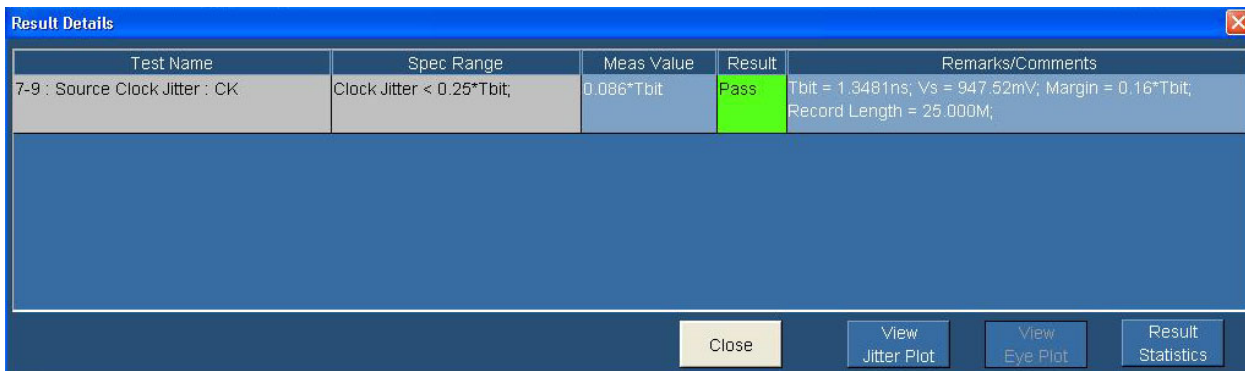 Result Details
Test Name Spec Range Meas Value Result Remarks/Comments
7-9 : Source Clock Jitter : CK Clock Jitter < 0.25*Tbit; 0.086*Tbit Pass Tbit = 1.3481ns; Vs = 947.52mV; Margin = 0.16*Tbit;
Record Length = 25.000M;
Close
View
Jitter Plot
View
Eye Plot
Result
Statistics